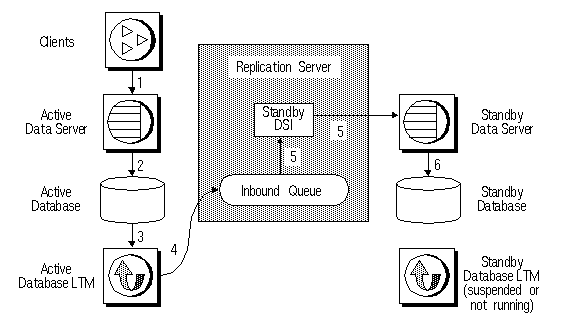 Clients
1
Active
Data Server
2
Active
Database
3
Active
Database LTM
4
Replication Server
Standby
DSI
5
5
Inbound Queue
Standby
Data Server
6
Standby
Database
Standby
Database LTM
(suspended or
not running)